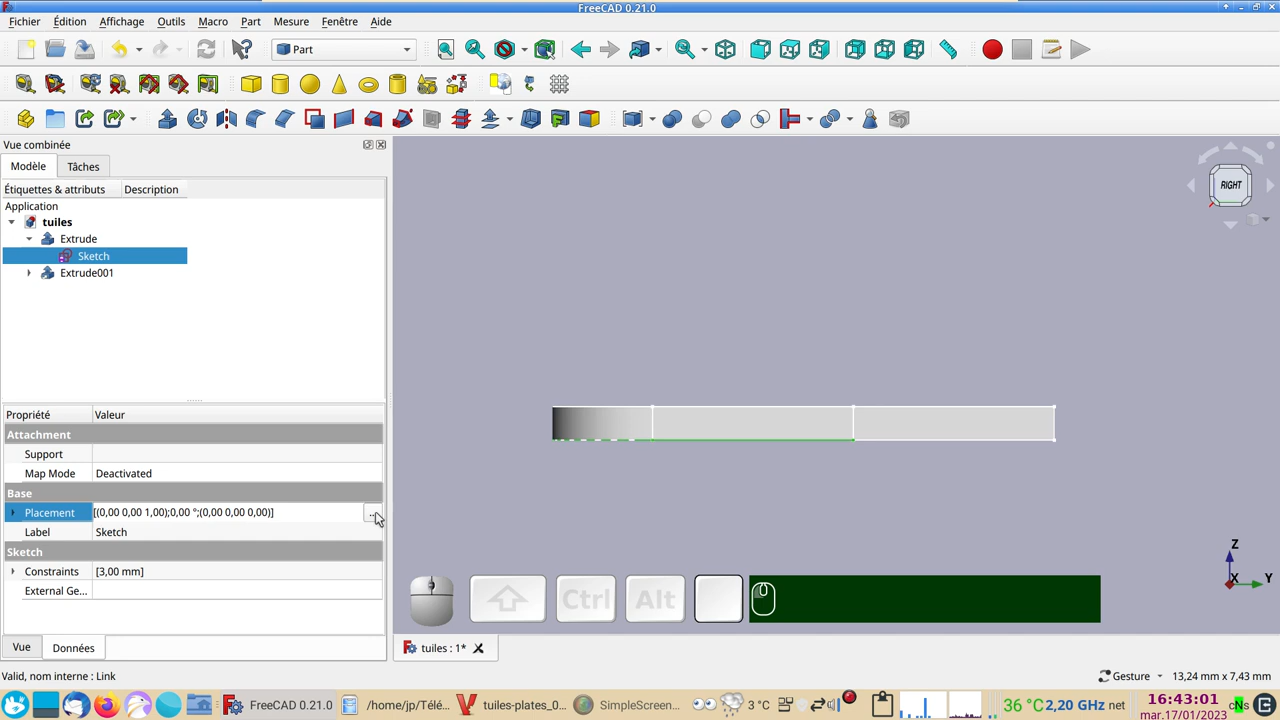 FreeCAD 0.21.0
Fichier Édition Affichage Outils Macro Part Mesure Fenêtre Aide
Part
Vue combinée
Modèle Tâches
Étiquettes & attributs Description
Application
tuiles
Extrude
Sketch
Extrude001
Propriété Valeur
Attachment
Support
Map Mode Deactivated
Base
Placement [(0,00 0,00 1,00);0,00 °;(0,00 0,00 0,00)] ...
Label Sketch
Sketch
Constraints [3,00 mm]
External Ge...
Vue Données
RIGHT
Z
X Y
Ctrl Alt
tuiles : 1*
Valid, nom interne : Link
Gesture 13,24 mm x 7,43 mm
FreeCAD 0.21.0 /home/jp/Télé... tuiles-plates_0... SimpleScreen... 3 °C 36 °C 2,20 GHz net 16:43:01
mar.17/01/2023
cNs